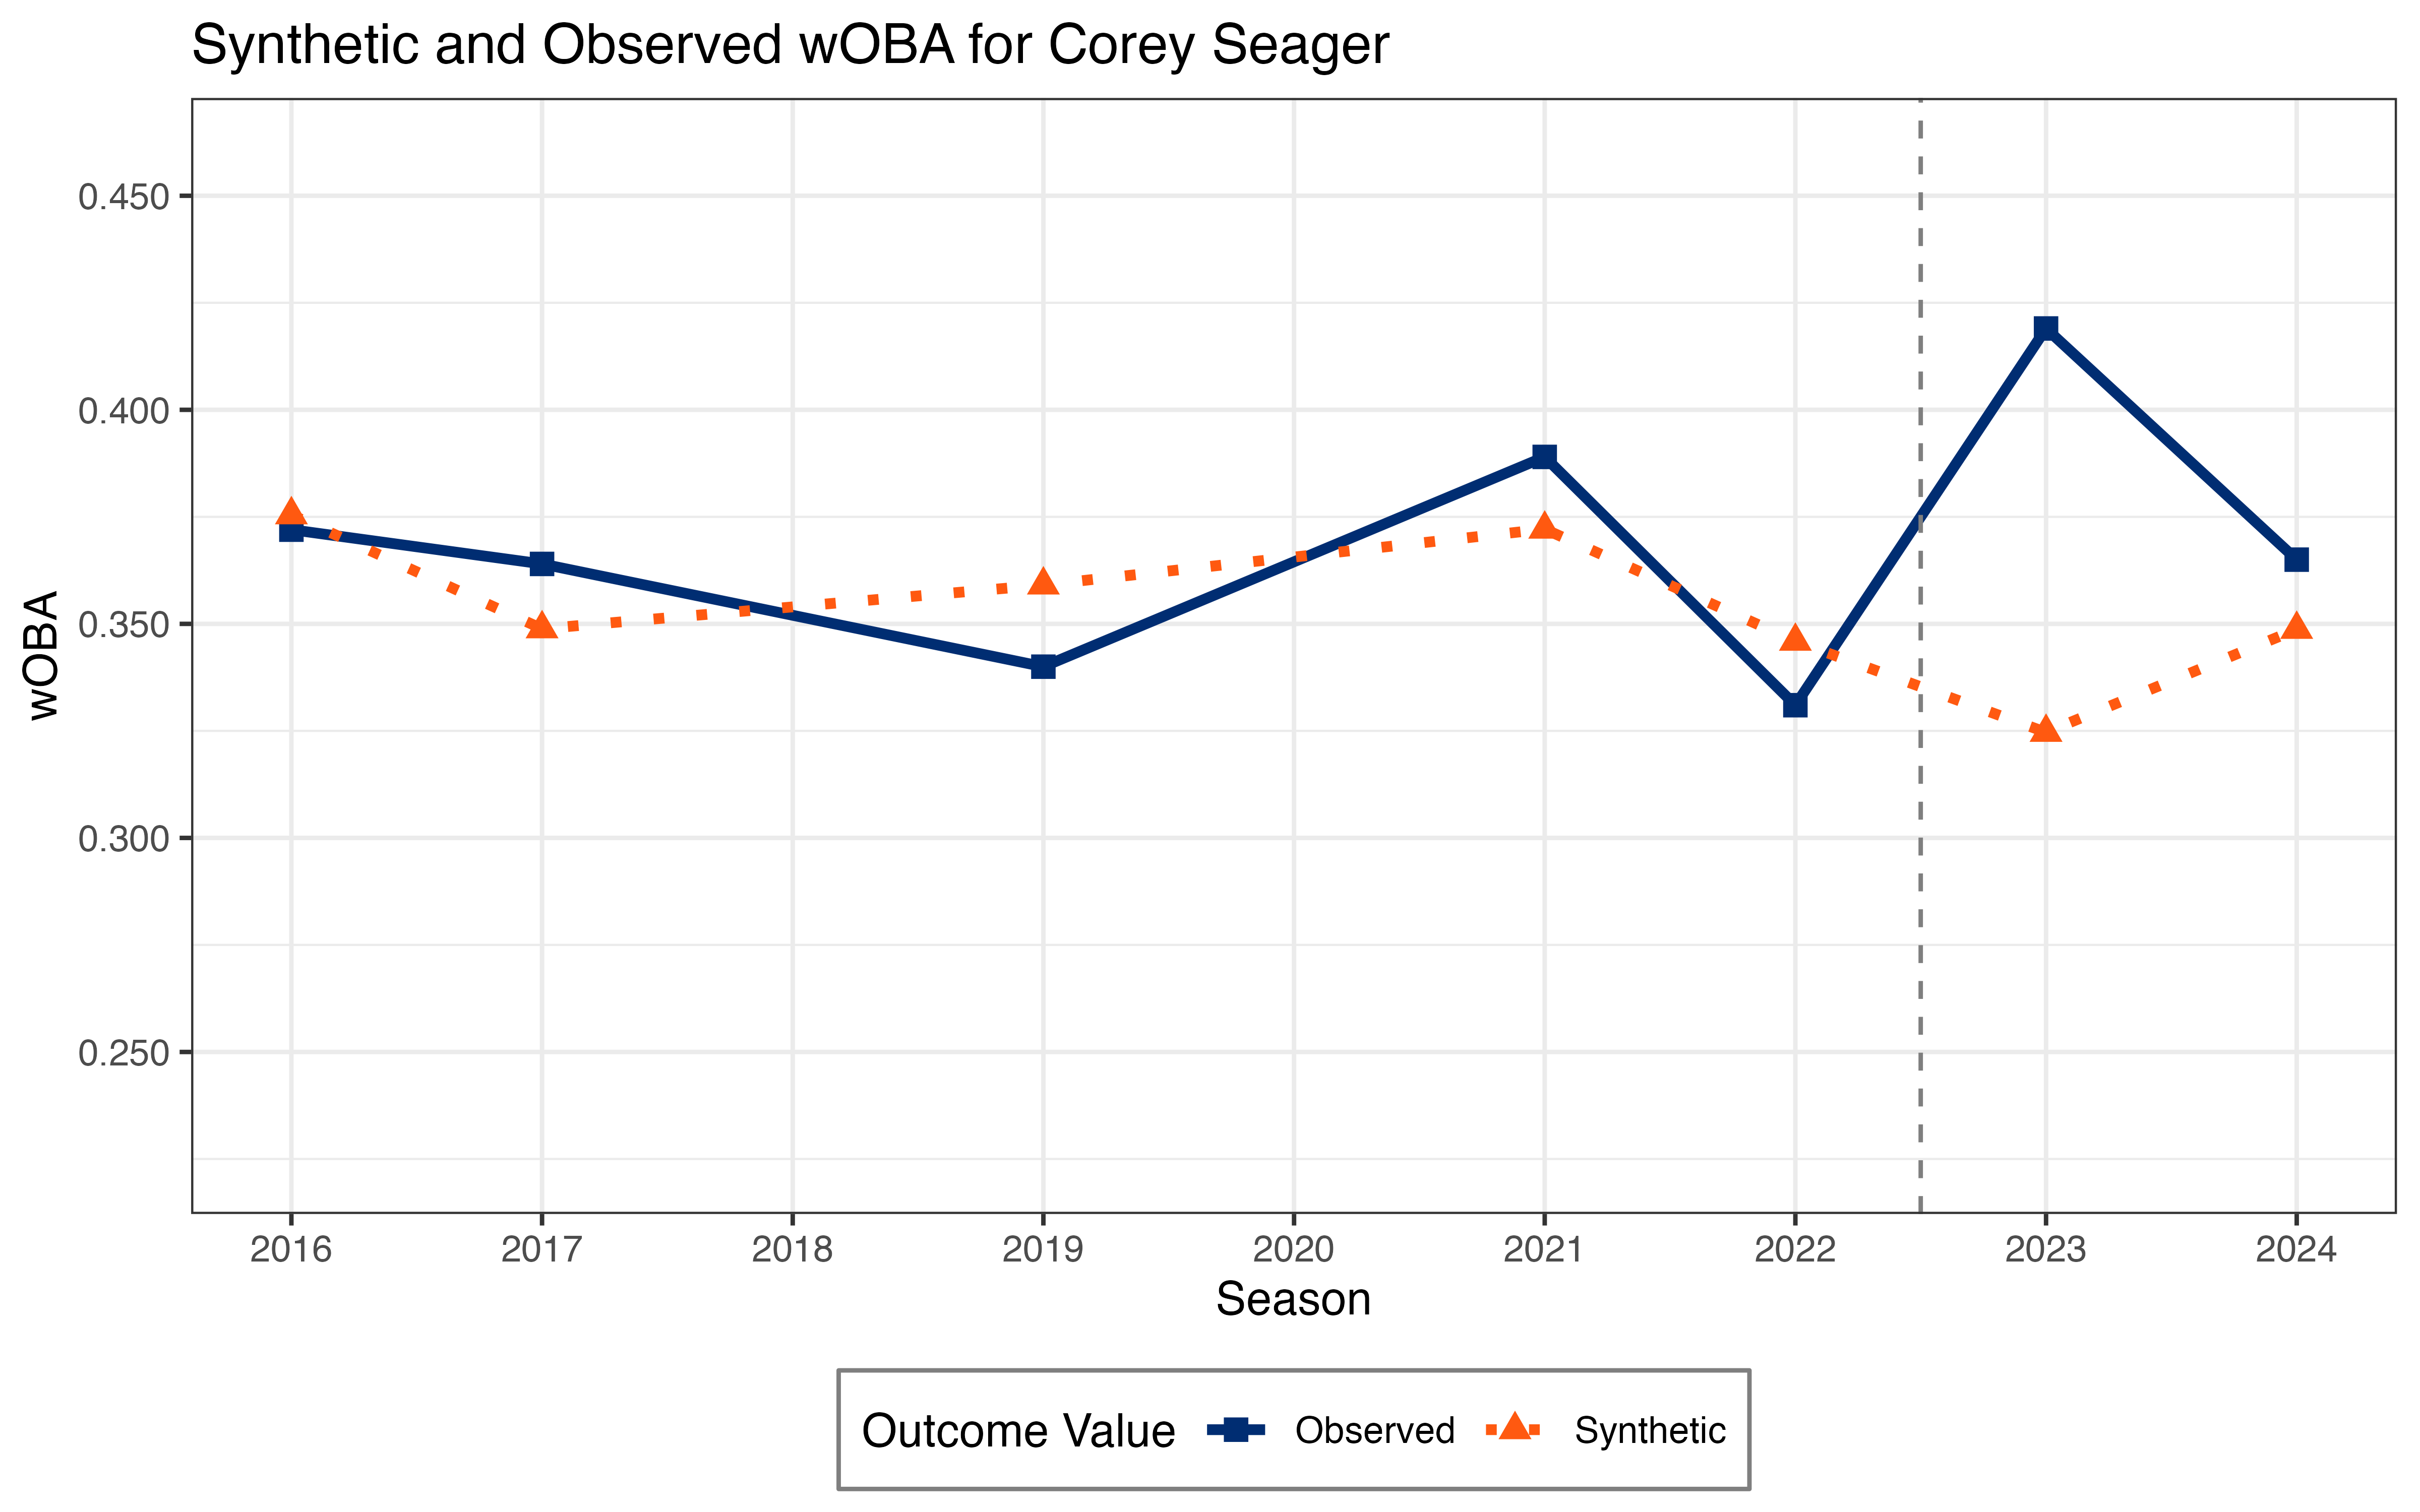 Synthetic and Observed wOBA for Corey Seager
wOBA
0.450
0.400
0.350
0.300
0.250
2016 2017 2018 2019 2020 2021 2022 2023 2024
Season
Outcome Value Observed Synthetic